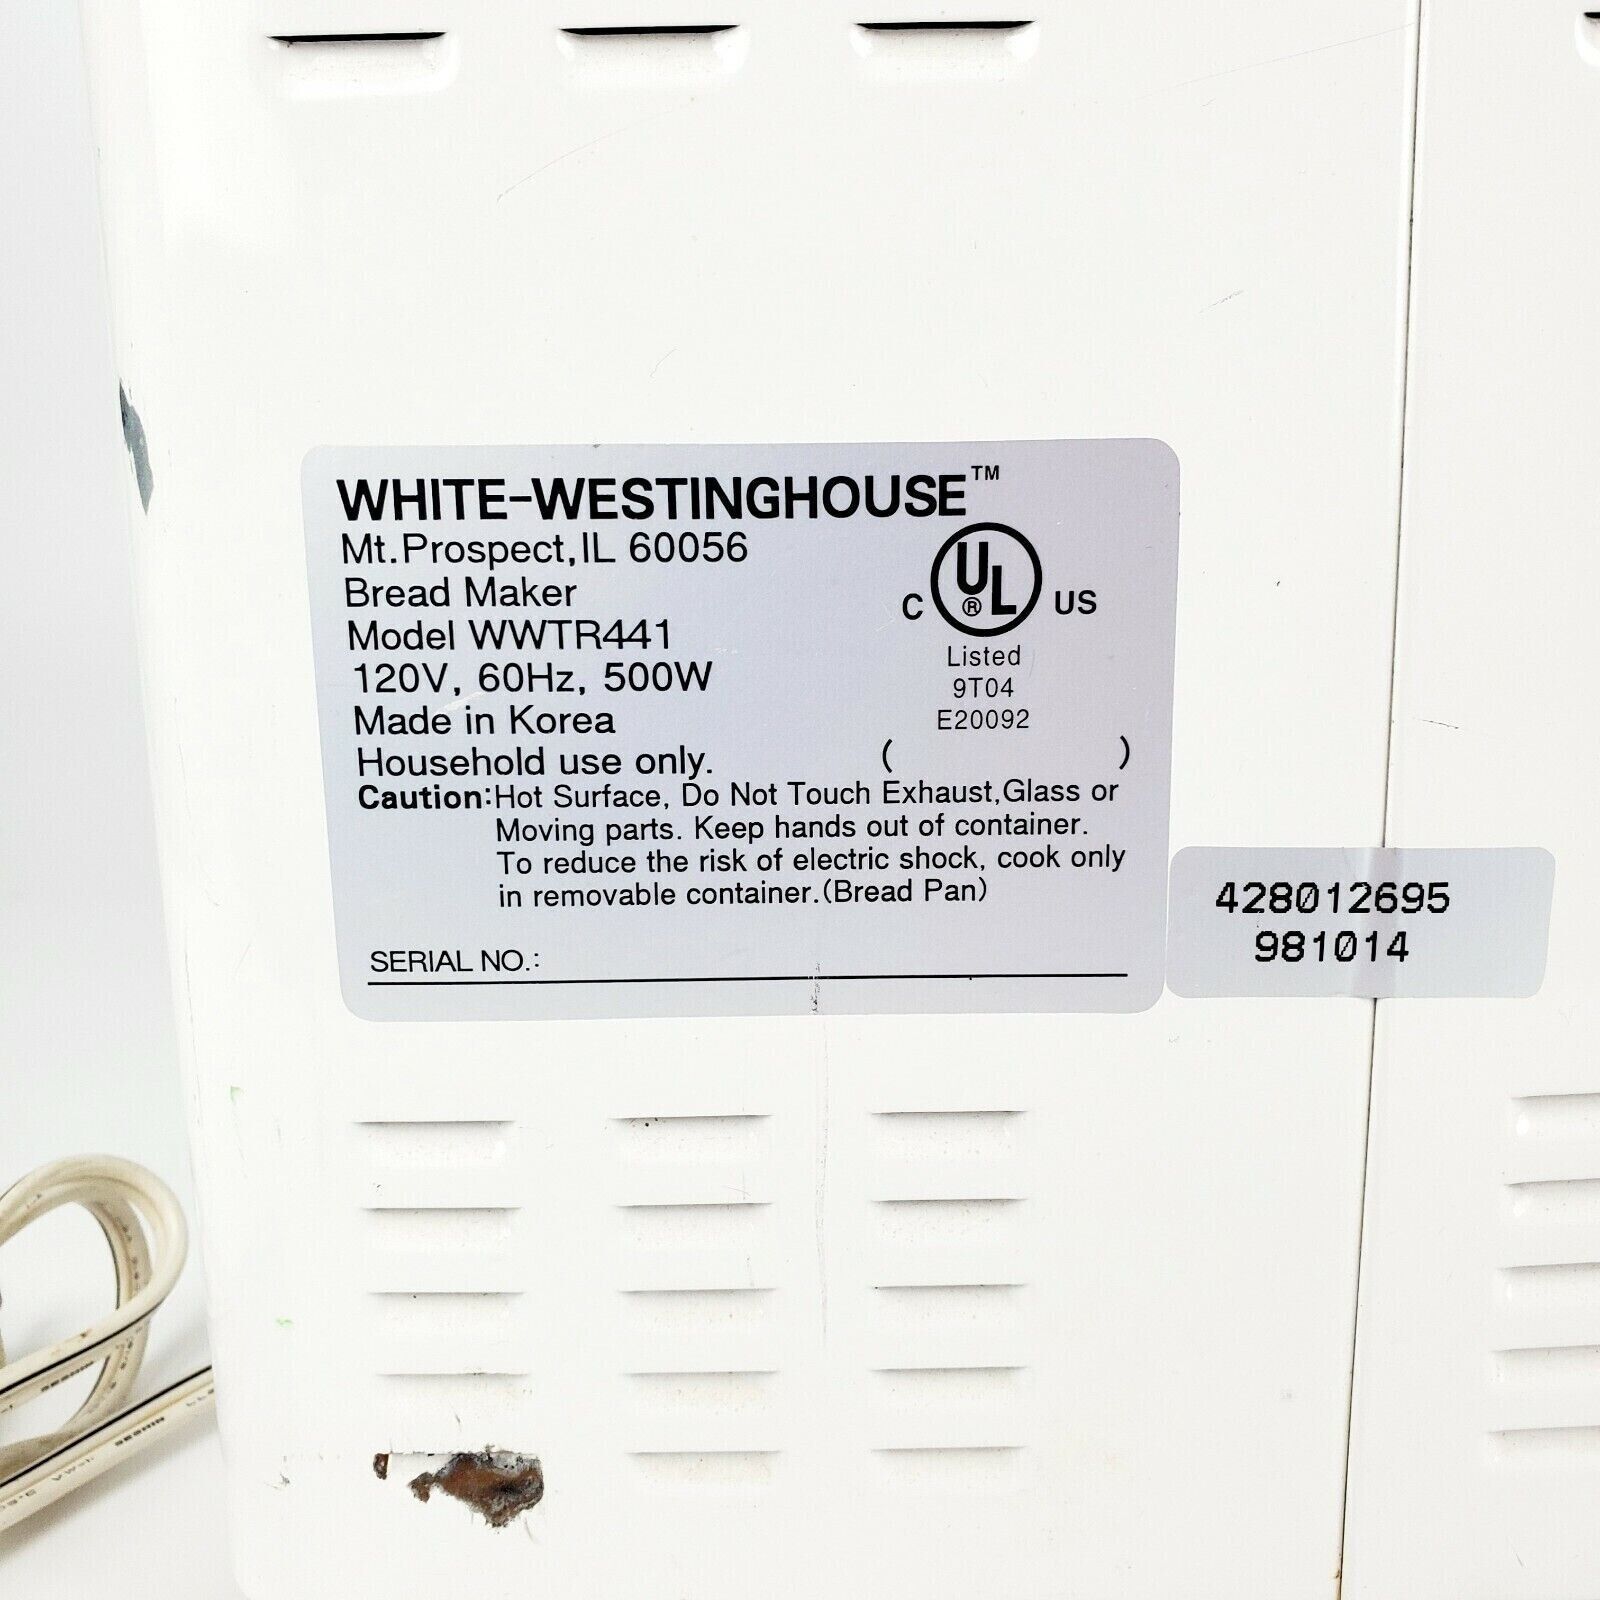 WHITE-WESTINGHOUSE™
Mt.Prospect,IL 60056
Bread Maker
Model WWTR441
120V, 60Hz, 500W
Made in Korea
Household use only.
C UL ® US
Listed
9T04
E20092
( )
Caution:Hot Surface, Do Not Touch Exhaust,Glass or
Moving parts. Keep hands out of container.
To reduce the risk of electric shock, cook only
in removable container.(Bread Pan)
SERIAL NO.:
428012695
981014
SESHIN
SESHIN